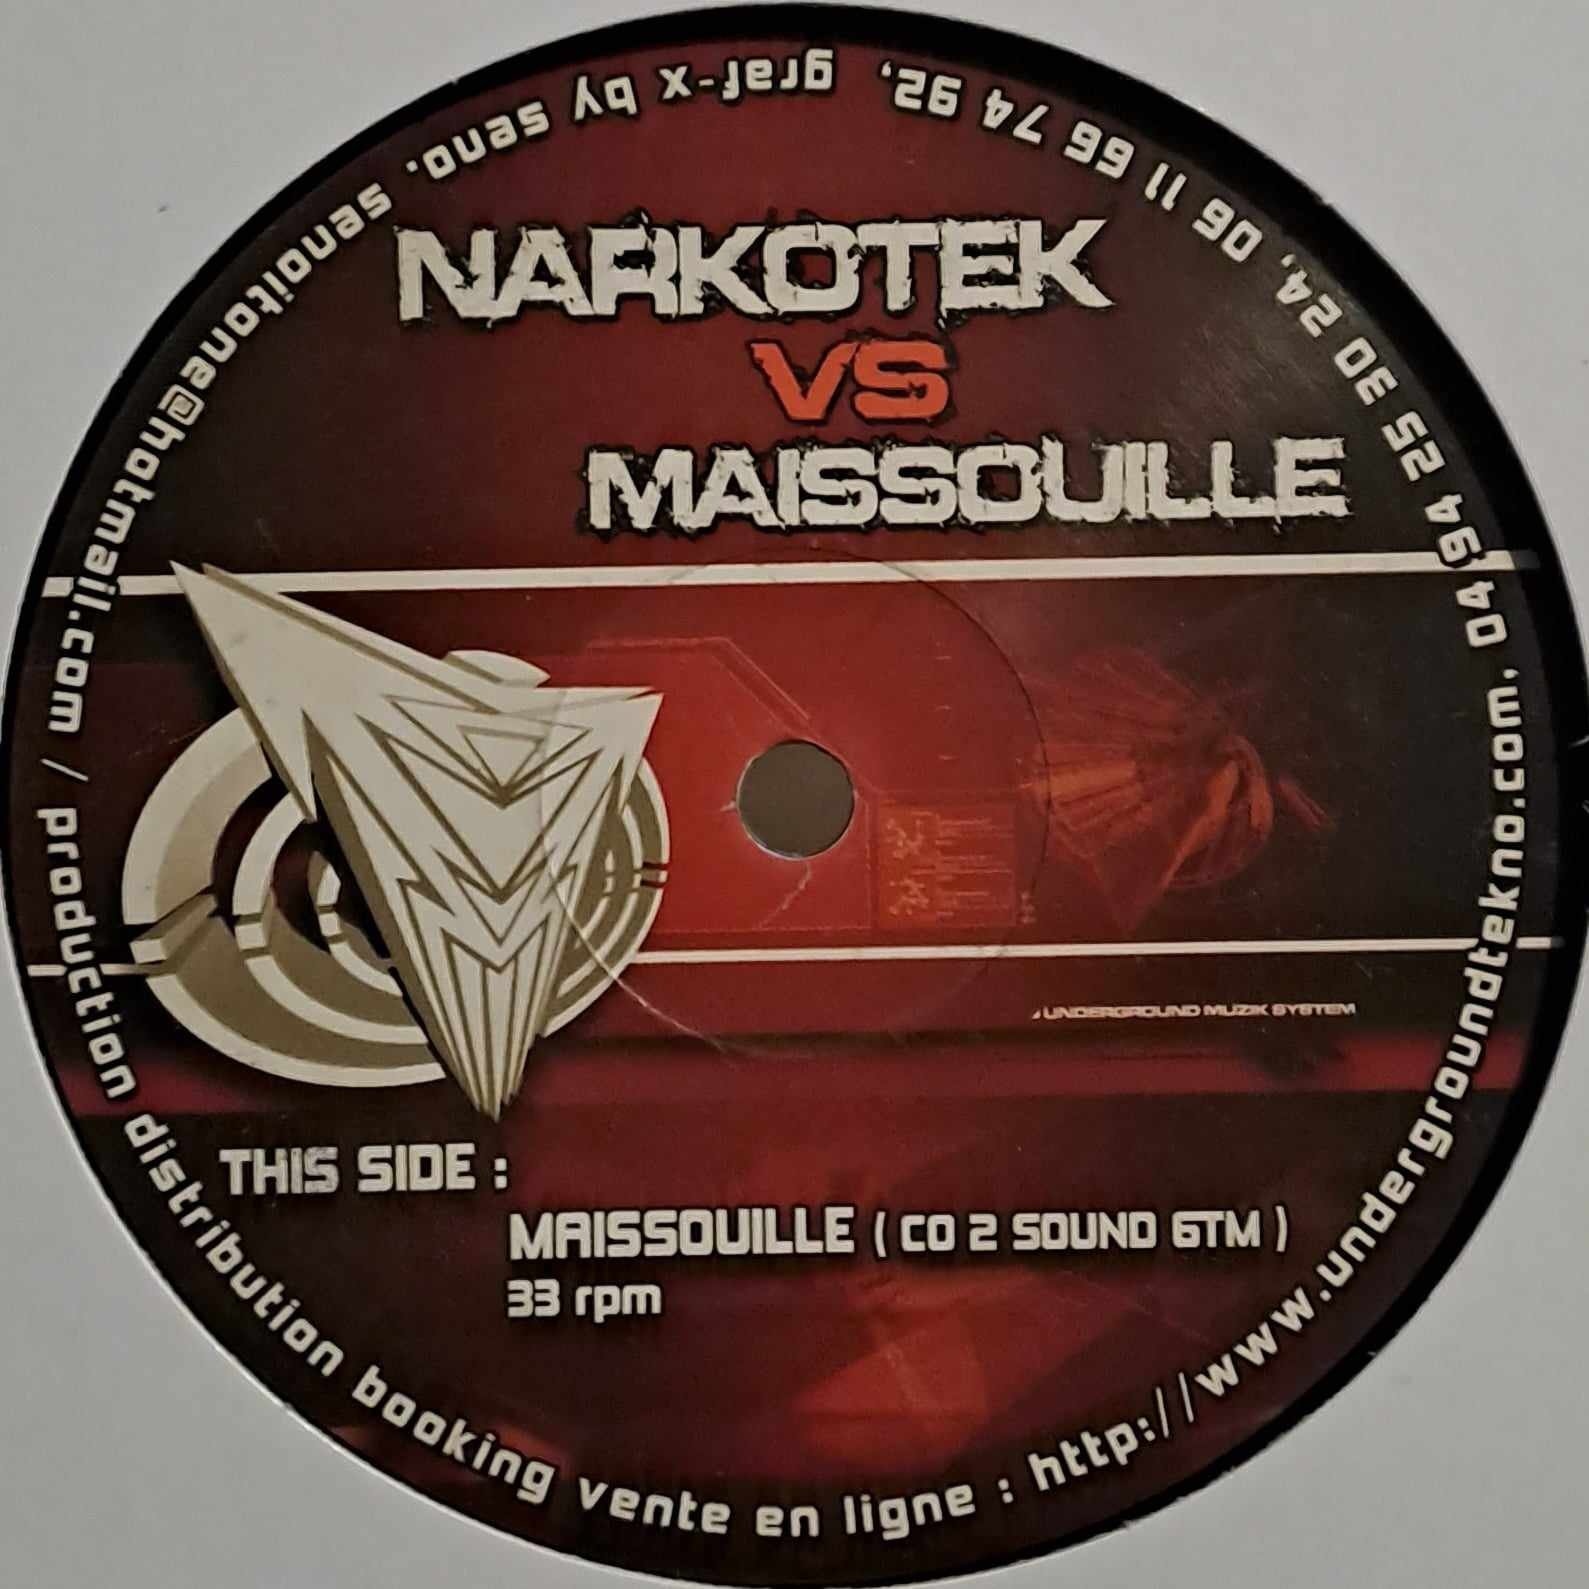 NARKOTEK
VS
MAISSOUILLE
UNDERGROUND MUZIK SYSTEM
THIS SIDE :
MAISSOUILLE ( CO 2 SOUND 6TM )
33 rpm
production distribution booking vente en ligne : http://www.undergroundtekno.com, 04 94 25 30 24, 06 11 66 74 92, graf-x by seno. senoitone@hotmail.com /